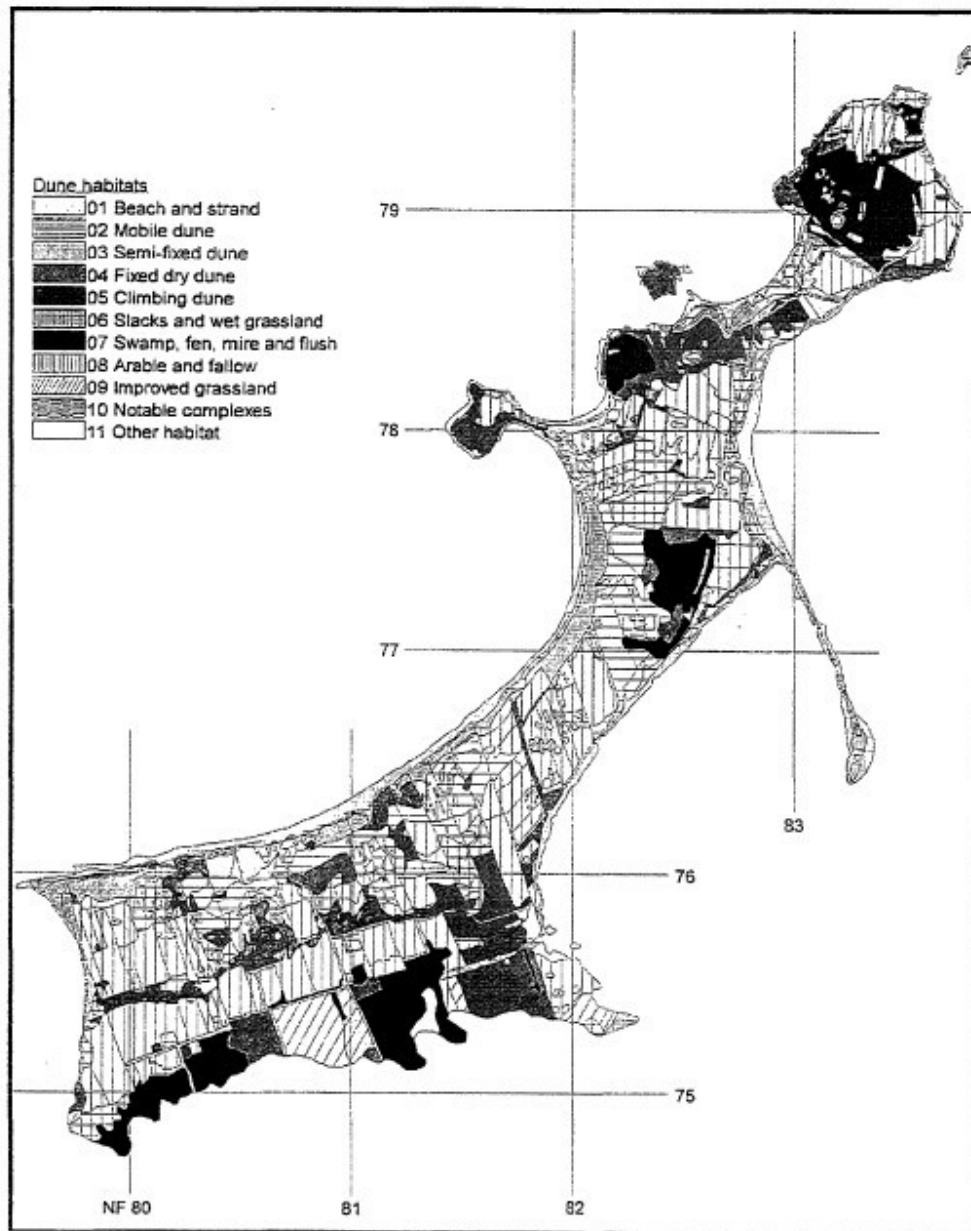 Dune habitats
01 Beach and strand
02 Mobile dune
03 Semi-fixed dune
04 Fixed dry dune
05 Climbing dune
06 Slacks and wet grassland
07 Swamp, fen, mire and flush
08 Arable and fallow
09 Improved grassland
10 Notable complexes
11 Other habitat
79
78
77
83
76
75
NF 80
81
82